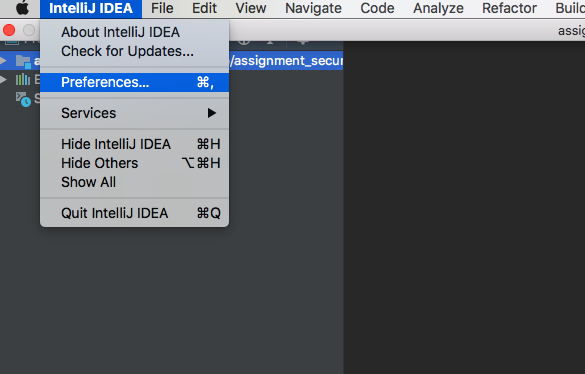 IntelliJ IDEA File Edit View Navigate Code Analyze Refactor Build
About IntelliJ IDEA
Check for Updates...
Preferences... ⌘,
Services ▶
Hide IntelliJ IDEA ⌘H
Hide Others ⌥⌘H
Show All
Quit IntelliJ IDEA ⌘Q
assig
/assignment_secur